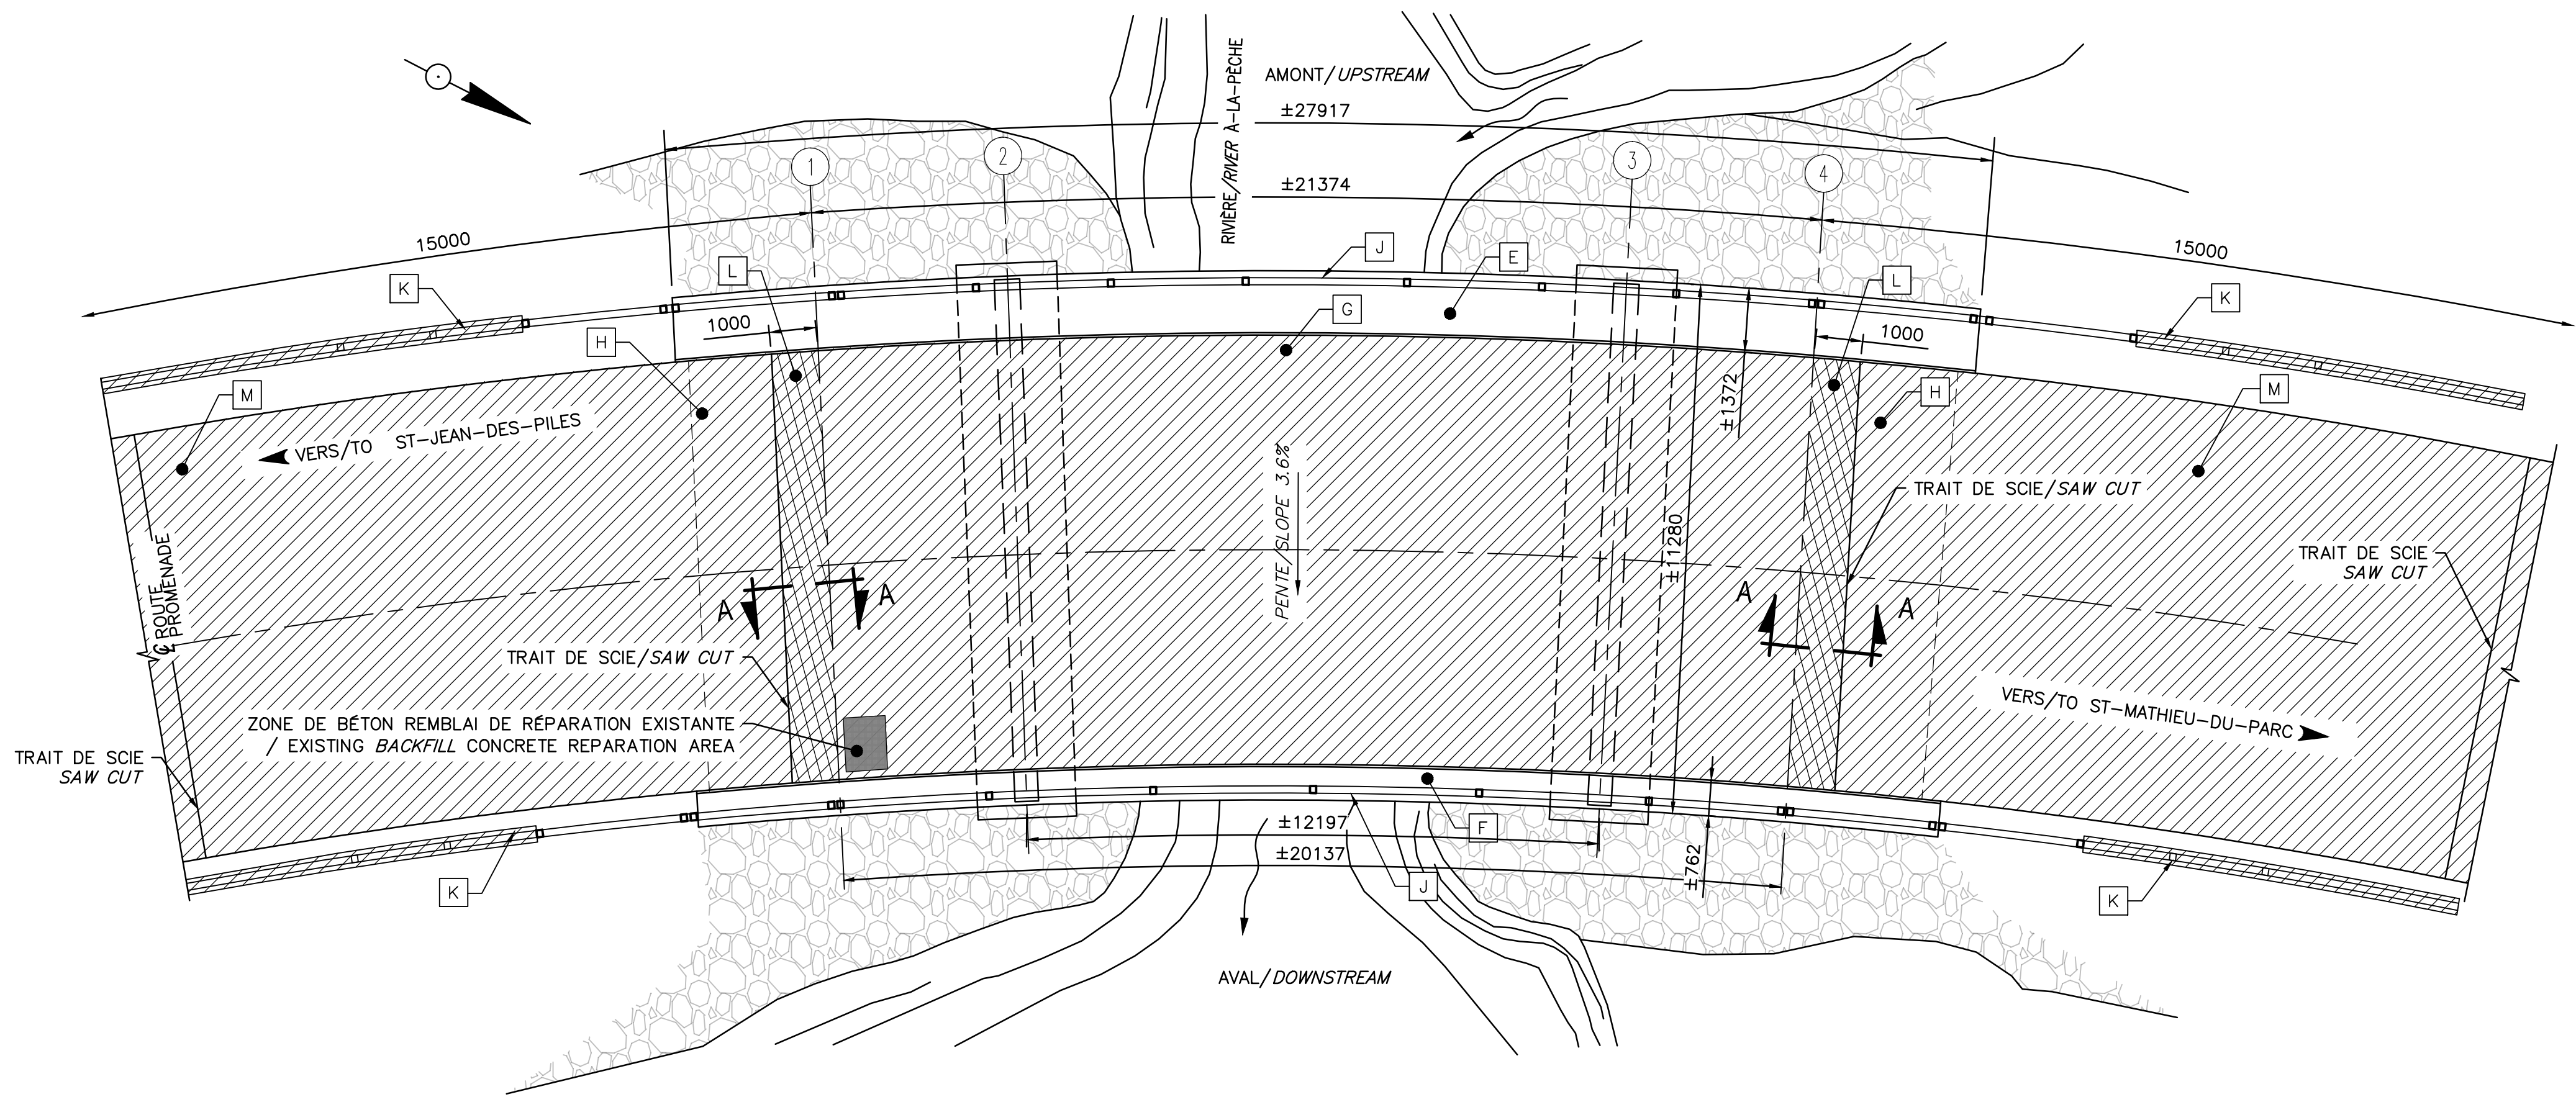 AMONT/UPSTREAM
RIVIÈRE/RIVER À-LA-PÈCHE
±27917
1
2
3
4
±21374
15000
15000
J
E
L
L
K
K
G
1000
1000
H
H
M
M
±1372
VERS/TO ST-JEAN-DES-PILES
PENTE/SLOPE 3.6%
±11280
TRAIT DE SCIE/SAW CUT
TRAIT DE SCIE
SAW CUT
℄ ROUTE
PROMENADE
A
A
A
A
TRAIT DE SCIE/SAW CUT
VERS/TO ST-MATHIEU-DU-PARC
ZONE DE BÉTON REMBLAI DE RÉPARATION EXISTANTE
/ EXISTING BACKFILL CONCRETE REPARATION AREA
TRAIT DE SCIE
SAW CUT
±12197
F
±20137
±762
J
K
K
AVAL/DOWNSTREAM